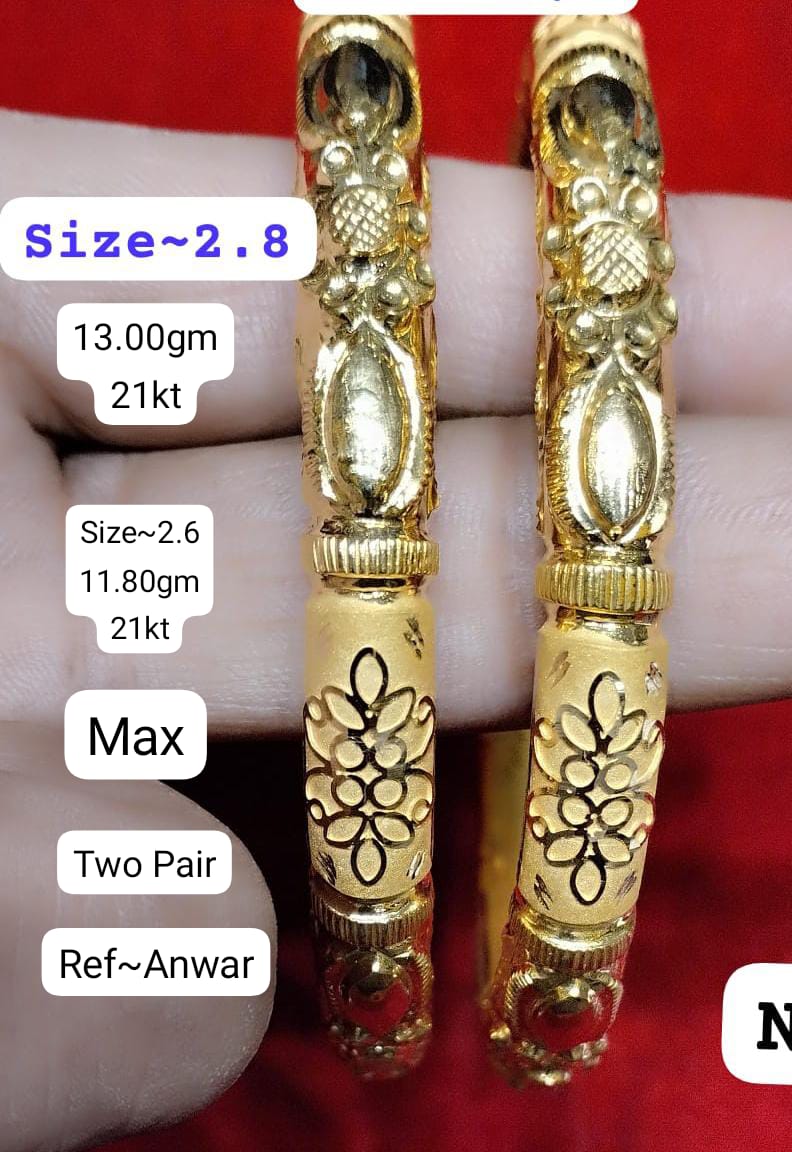 Size~2.8
13.00gm
21kt
Size~2.6
11.80gm
21kt
Max
Two Pair
Ref~Anwar
N